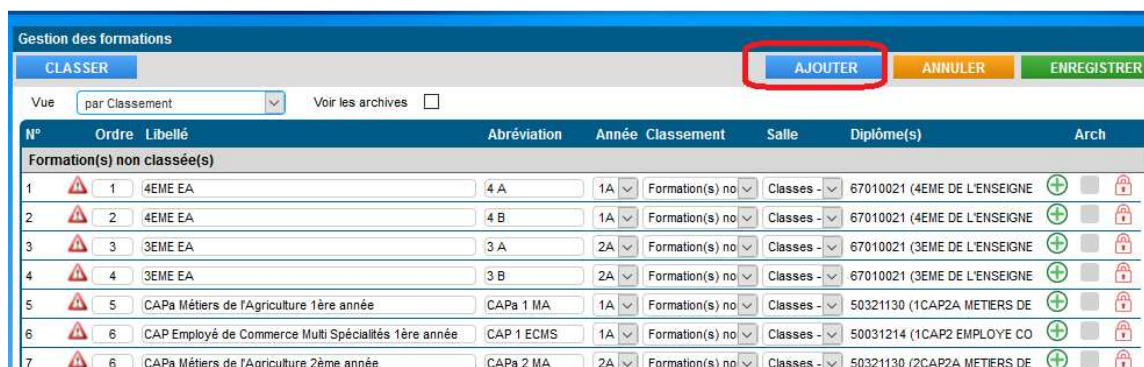 Gestion des formations
CLASSER AJOUTER ANNULER ENREGISTRER
Vue par Classement Voir les archives
N° Ordre Libellé Abréviation Année Classement Salle Diplôme(s) Arch
Formation(s) non classée(s)
1 1 4EME EA 4 A 1A Formation(s) no Classes - 67010021 (4EME DE L'ENSEIGNE
2 2 4EME EA 4 B 1A Formation(s) no Classes - 67010021 (4EME DE L'ENSEIGNE
3 3 3EME EA 3 A 2A Formation(s) no Classes - 67010021 (3EME DE L'ENSEIGNE
4 4 3EME EA 3 B 2A Formation(s) no Classes - 67010021 (3EME DE L'ENSEIGNE
5 5 CAPa Métiers de l'Agriculture 1ère année CAPa 1 MA 1A Formation(s) no Classes - 50321130 (1CAP2A METIERS DE
6 6 CAP Employé de Commerce Multi Spécialités 1ère année CAP 1 ECMS 1A Formation(s) no Classes - 50031214 (1CAP2 EMPLOYE CO
7 6 CAPa Métiers de l'Agriculture 2ème année CAPa 2 MA 2A Formation(s) no Classes - 50321130 (2CAP2A METIERS DE